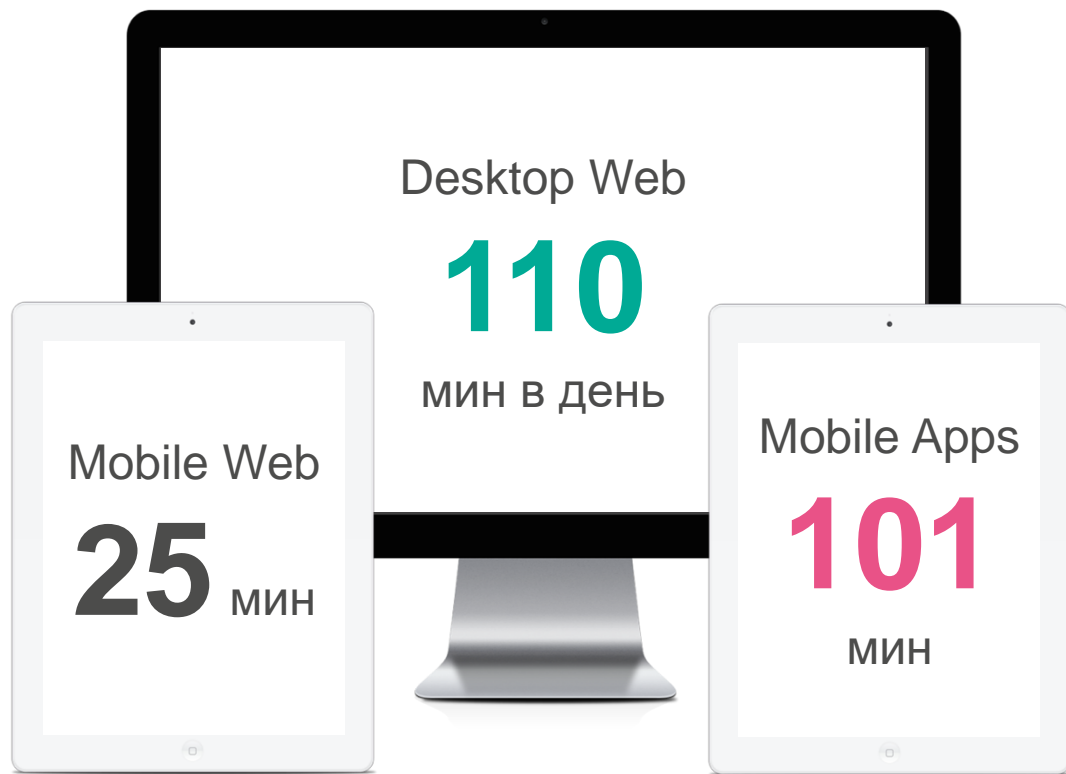 Desktop Web
110
мин в день
Mobile Web
25 мин
Mobile Apps
101
мин